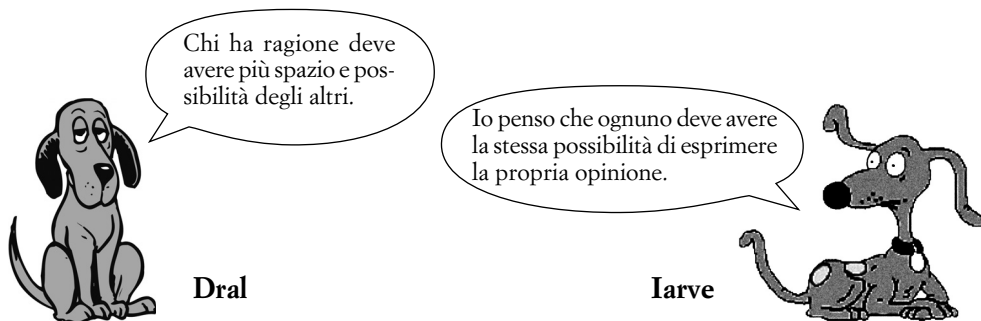 Chi ha ragione deve
avere più spazio e pos-
sibilità degli altri.
Io penso che ognuno deve avere
la stessa possibilità di esprimere
la propria opinione.
Dral
Iarve